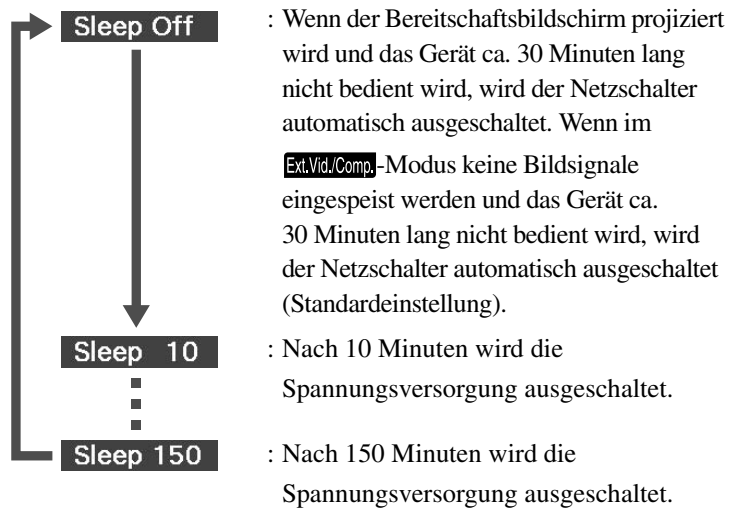 Sleep Off : Wenn der Bereitschaftsbildschirm projiziert
wird und das Gerät ca. 30 Minuten lang
nicht bedient wird, wird der Netzschalter
automatisch ausgeschaltet. Wenn im
Ext.Vid./Comp.-Modus keine Bildsignale
eingespeist werden und das Gerät ca.
30 Minuten lang nicht bedient wird, wird
der Netzschalter automatisch ausgeschaltet
(Standardeinstellung).
Sleep 10 : Nach 10 Minuten wird die
Spannungsversorgung ausgeschaltet.
Sleep 150 : Nach 150 Minuten wird die
Spannungsversorgung ausgeschaltet.